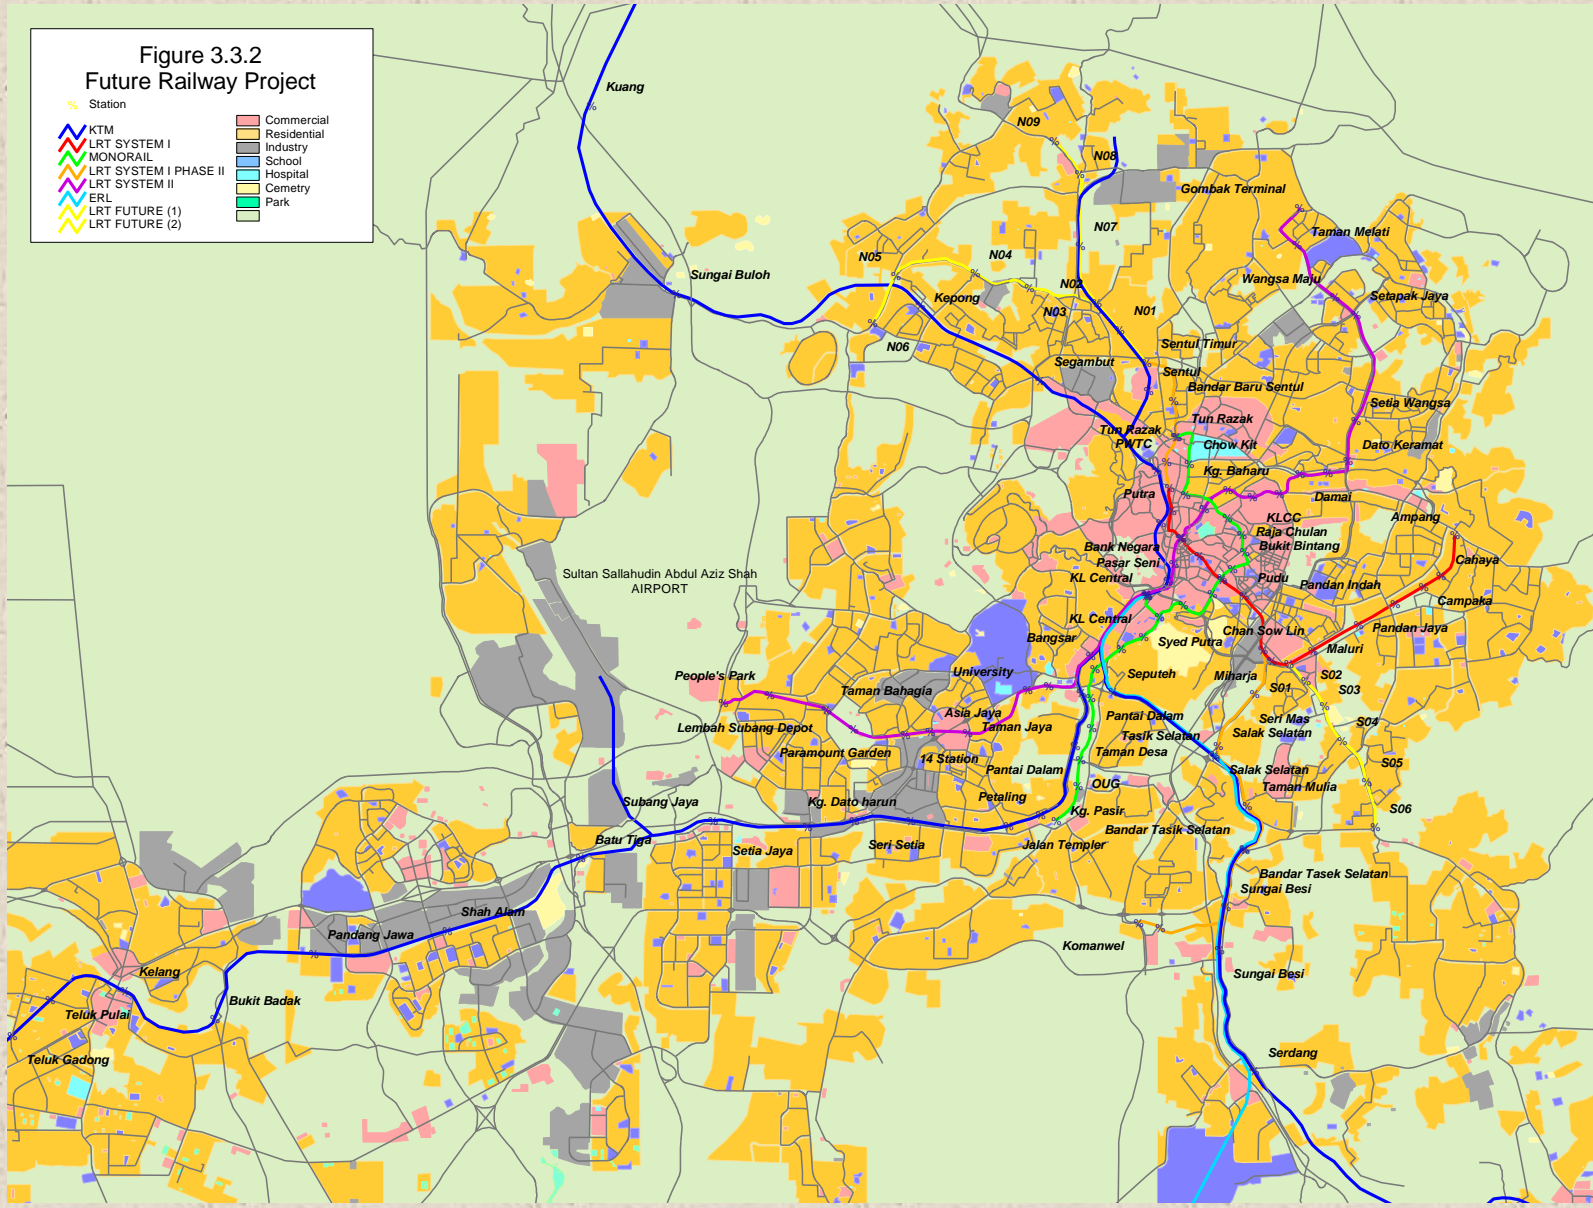 Figure 3.3.2
Future Railway Project
Station
KTM
LRT SYSTEM I
MONORAIL
LRT SYSTEM I PHASE II
LRT SYSTEM II
ERL
LRT FUTURE (1)
LRT FUTURE (2)
Commercial
Residential
Industry
School
Hospital
Cemetry
Park
Kuang
N09
N08
Gombak Terminal
N07
Taman Melati
N05
N04
Sungai Buloh
Wangsa Maju
N02
Kepong
Setapak Jaya
N03
N01
N06
Sentul Timur
Segambut
Sentul
Bandar Baru Sentul
Setia Wangsa
Tun Razak
Tun Razak
PWTC
Chow Kit
Dato Keramat
Kg. Baharu
Putra
Damai
KLCC
Ampang
Raja Chulan
Bank Negara
Bukit Bintang
Pasar Seni
Cahaya
Sultan Sallahudin Abdul Aziz Shah
AIRPORT
KL Central
Pudu
Pandan Indah
Campaka
KL Central
Chan Sow Lin
Pandan Jaya
Bangsar
Syed Putra
Maluri
People's Park
University
Seputeh
Miharja
S02
Taman Bahagia
S01
S03
Asia Jaya
Pantai Dalam
Seri Mas
S04
Lembah Subang Depot
Taman Jaya
Tasik Selatan
Salak Selatan
Paramount Garden
14 Station
Taman Desa
S05
Pantai Dalam
Salak Selatan
OUG
Taman Mulia
Subang Jaya
Kg. Dato harun
Petaling
Kg. Pasir
S06
Bandar Tasik Selatan
Batu Tiga
Setia Jaya
Seri Setia
Jalan Templer
Bandar Tasek Selatan
Sungai Besi
Shah Alam
Pandang Jawa
Komanwel
Kelang
Sungai Besi
Bukit Badak
Teluk Pulai
Serdang
Teluk Gadong